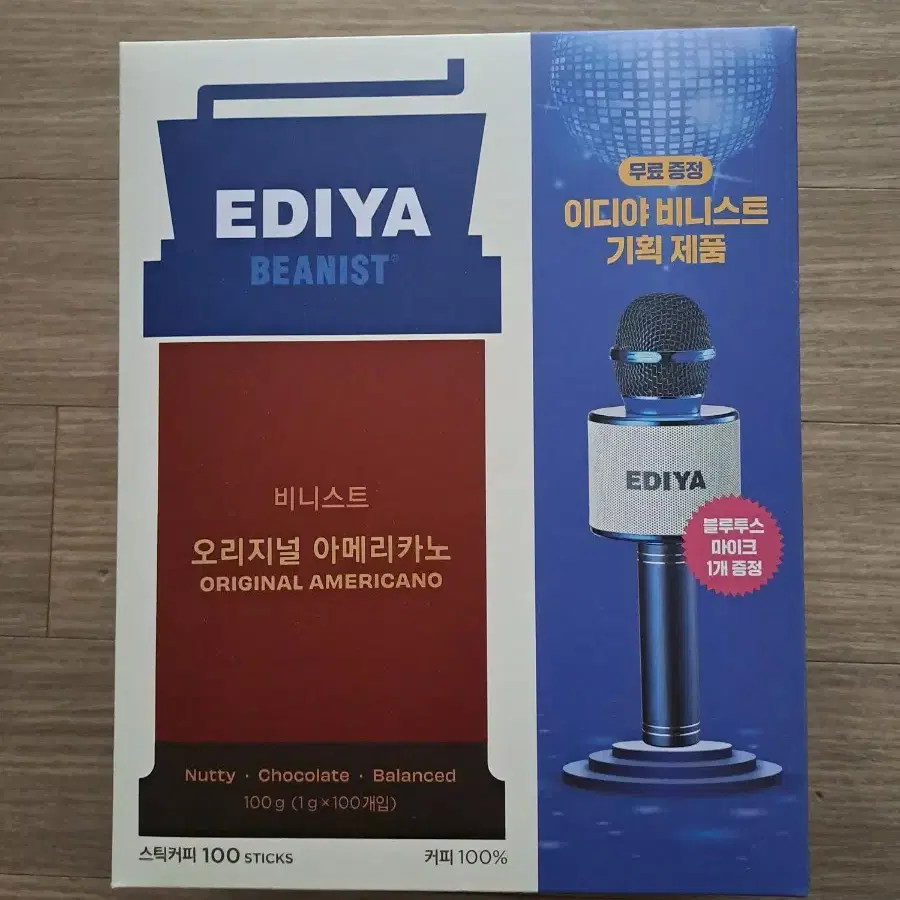 EDIYA
BEANIST®
비니스트
오리지널 아메리카노
ORIGINAL AMERICANO
Nutty · Chocolate · Balanced
100g (1g×100개입)
스틱커피 100 STICKS
커피 100%
무료 증정
이디야 비니스트
기획 제품
EDIYA
블루투스
마이크
1개 증정